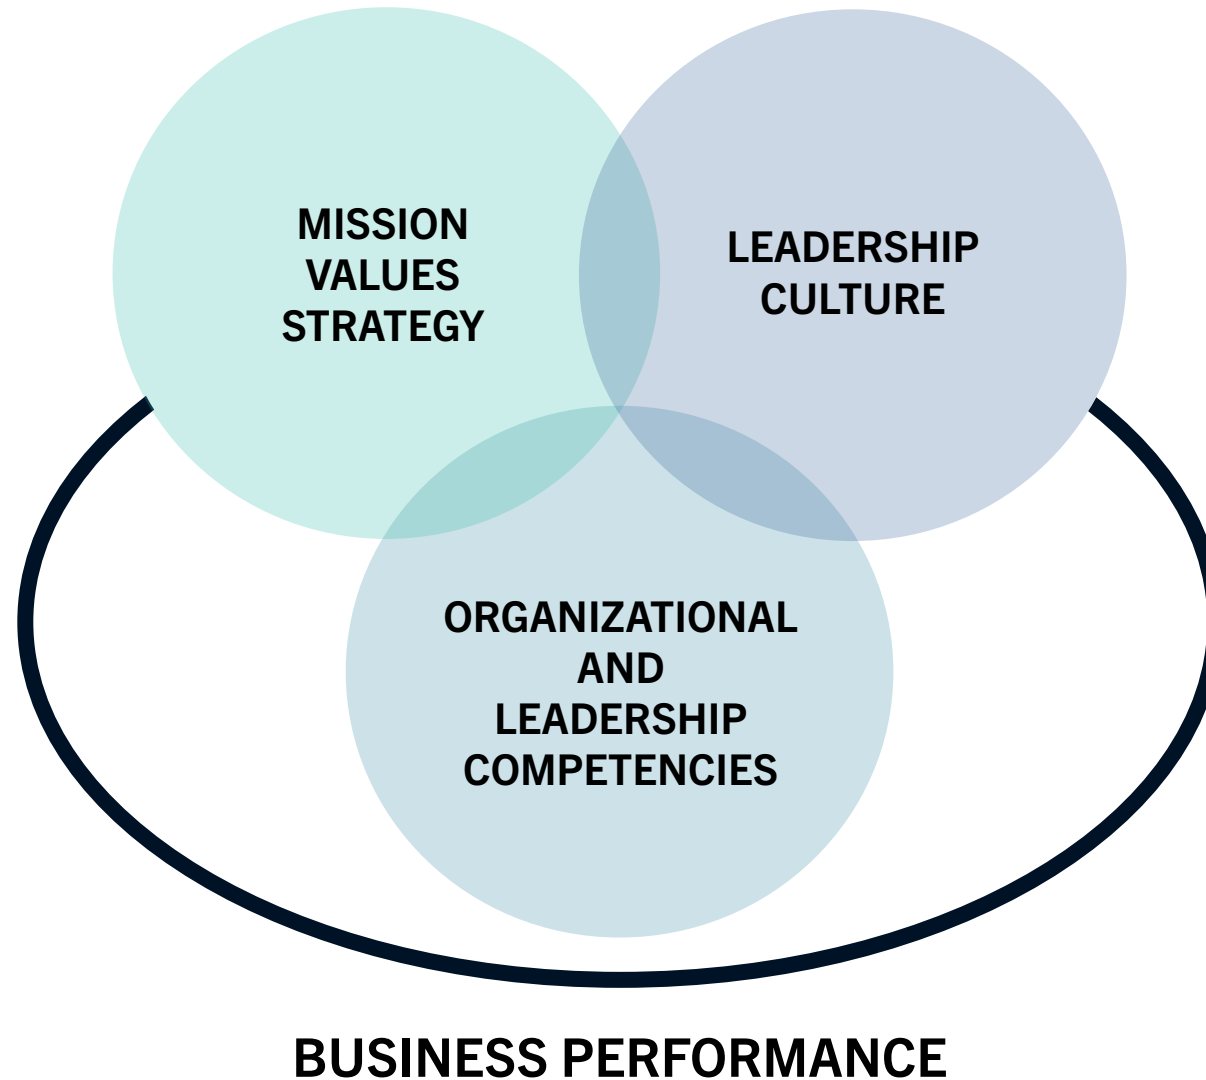 MISSION
VALUES
STRATEGY
LEADERSHIP
CULTURE
ORGANIZATIONAL
AND
LEADERSHIP
COMPETENCIES
BUSINESS PERFORMANCE